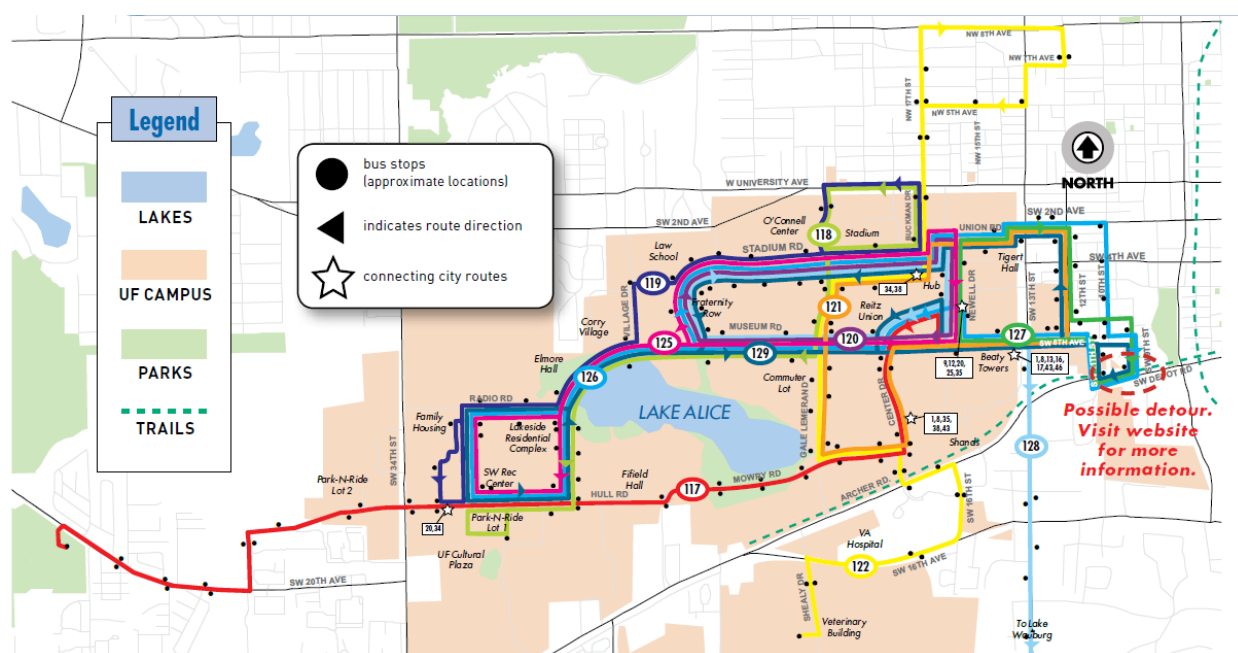 Legend
LAKES
UF CAMPUS
PARKS
TRAILS
bus stops
(approximate locations)
indicates route direction
connecting city routes
NORTH
NW 8TH AVE
NW 7TH AVE
NW 5TH AVE
NW 17TH ST
NW 15TH ST
W UNIVERSITY AVE
SW 2ND AVE
SW 2ND AVE
BUCKMAN DR
O'Connell
Center
118
Stadium
UNION RD
STADIUM RD
Law
School
Tigert
Hall
SW 4TH AVE
119
VILLAGE DR
34,38
Hub
NEWELL DR
SW 13TH ST
12TH ST
10TH ST
Fraternity
Row
121
Reitz
Union
Corry
Village
MUSEUM RD
125
120
127
129
SW 8TH AVE
9,12,20,
25,35
Beaty
Towers
1,8,13,16,
17,43,46
SW DEPOT RD
Elmore
Hall
126
Commuter
Lot
LAKE ALICE
GALE LEMERAND
CENTER DR
Possible detour.
Visit website
for more
information.
RADIO RD
Family
Housing
Lakeside
Residential
Complex
1,8,35,
38,43
Shands
128
SW 34TH ST
SW Rec
Center
Fifield
Hall
MOWRY RD
ARCHER RD.
SW 16TH ST
Park-N-Ride
Lot 2
HULL RD
117
20,34
Park-N-Ride
Lot 1
UF Cultural
Plaza
VA
Hospital
122
SW 16TH AVE
SW 20TH AVE
SHEALY DR
Veterinary
Building
To Lake
Wauburg